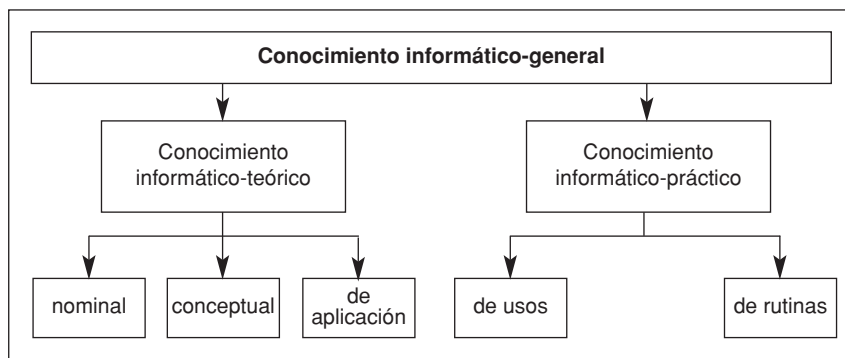 Conocimiento informático-general
Conocimiento
informático-teórico
Conocimiento
informático-práctico
nominal
conceptual
de
aplicación
de usos
de rutinas